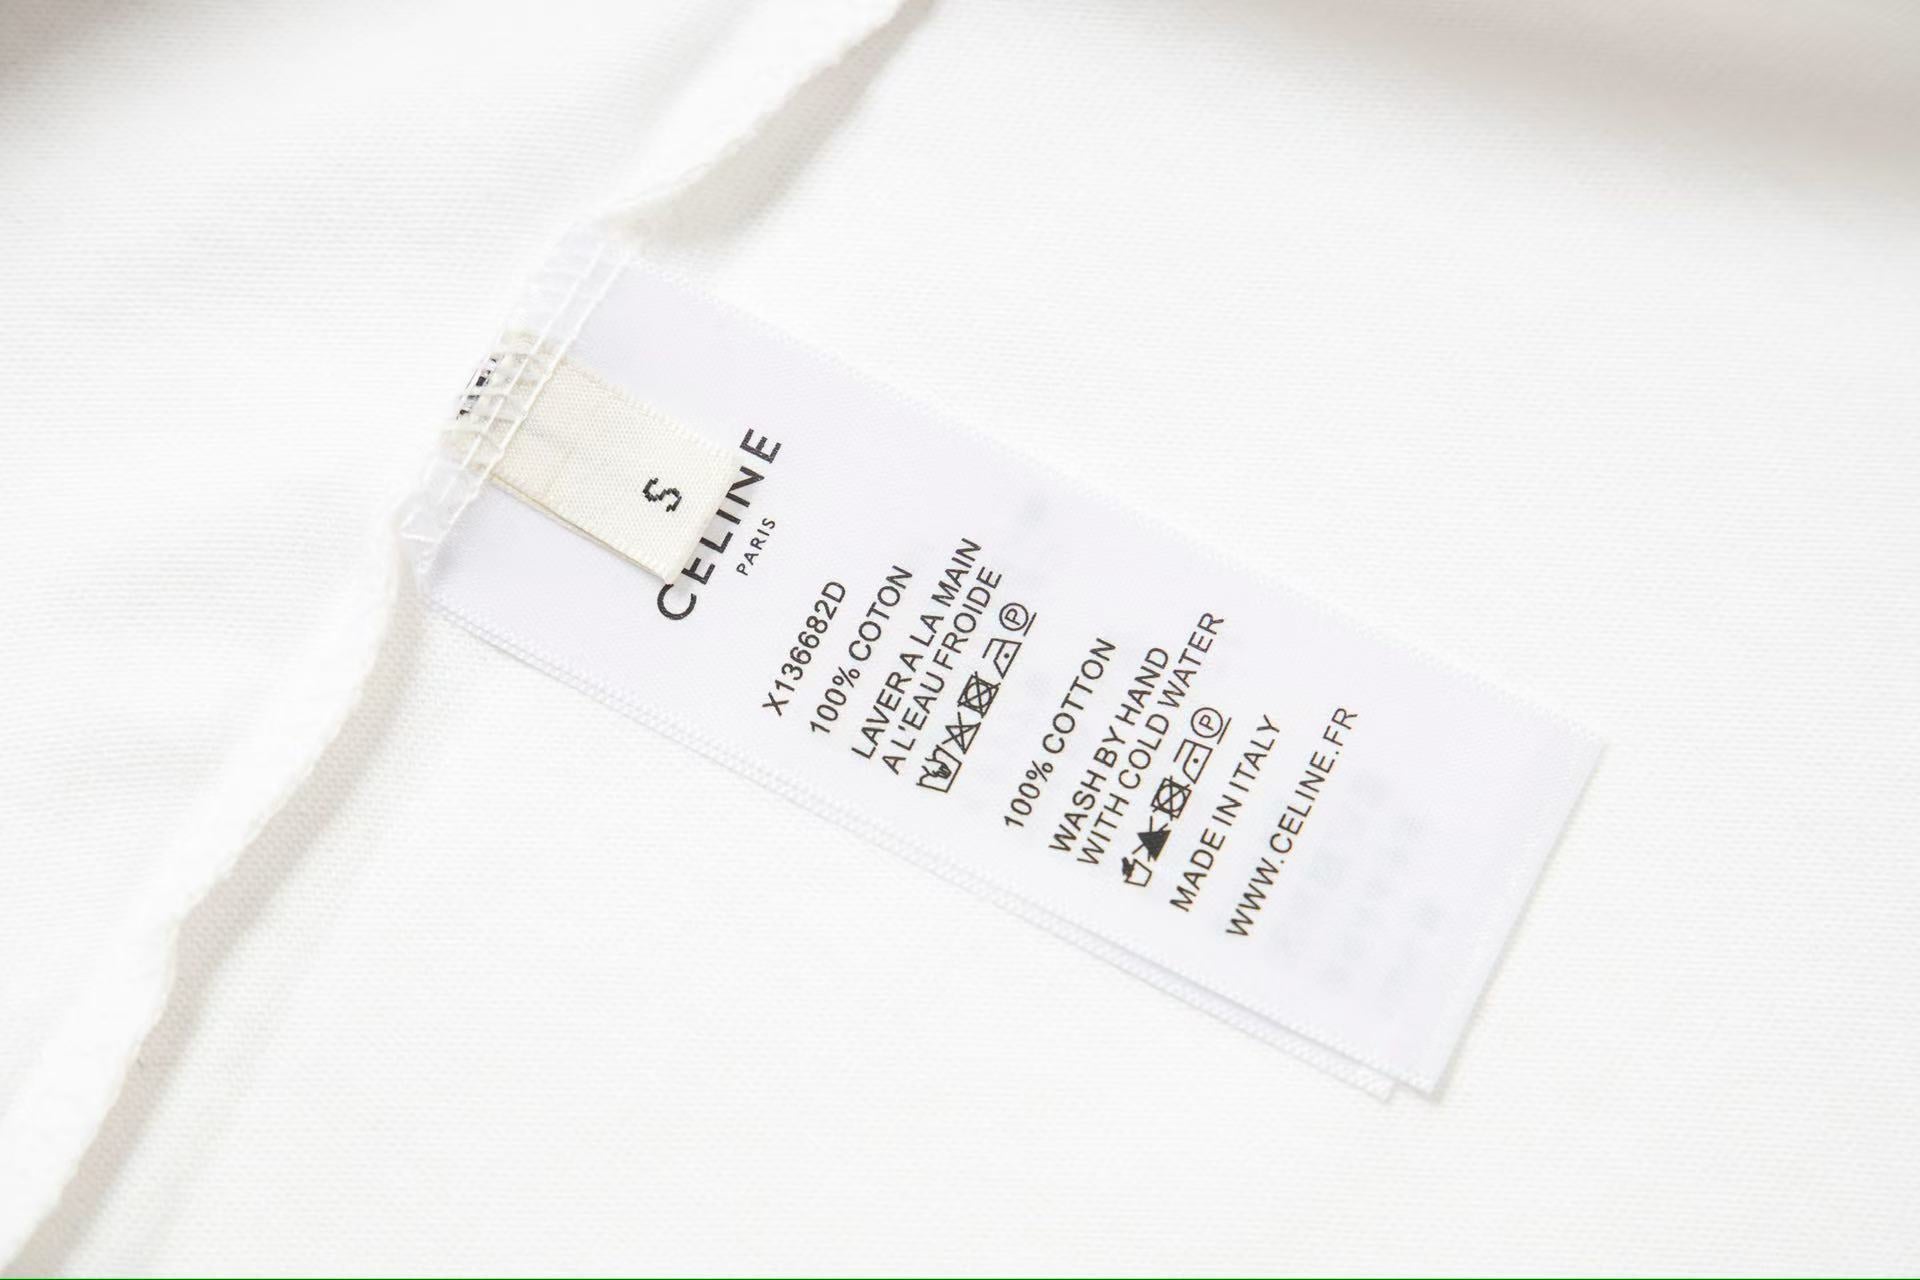 S
CELINE
PARIS
X136682D
100% COTON
LAVER A LA MAIN
A L'EAU FROIDE
P
100% COTTON
WASH BY HAND
WITH COLD WATER
P
MADE IN ITALY
WWW.CELINE.FR